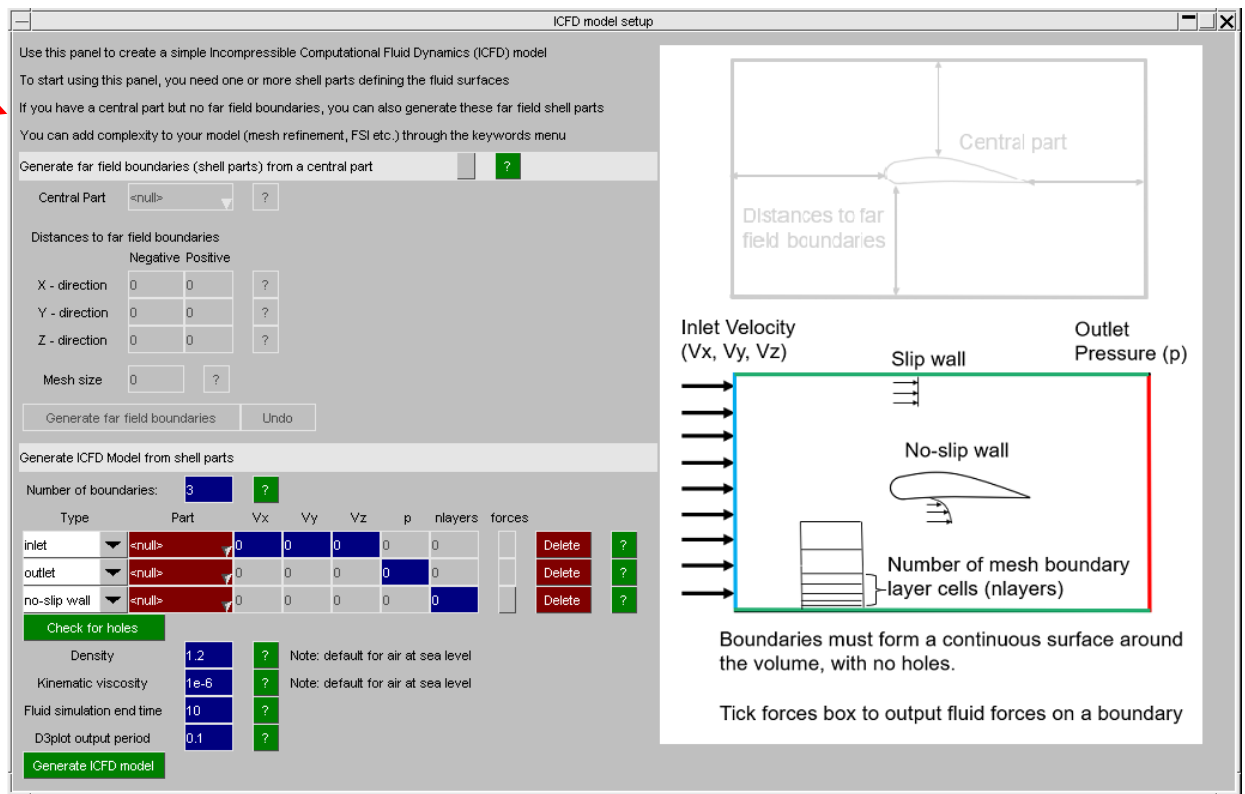 ICFD model setup
Use this panel to create a simple Incompressible Computational Fluid Dynamics (ICFD) model
To start using this panel, you need one or more shell parts defining the fluid surfaces
If you have a central part but no far field boundaries, you can also generate these far field shell parts
You can add complexity to your model (mesh refinement, FSI etc.) through the keywords menu
Generate far field boundaries (shell parts) from a central part ?
Central Part <null> ?
Distances to far field boundaries
Negative Positive
X - direction 0 0 ?
Y - direction 0 0 ?
Z - direction 0 0 ?
Mesh size 0 ?
Generate far field boundaries Undo
Generate ICFD Model from shell parts
Number of boundaries: 3 ?
Type Part Vx Vy Vz p nlayers forces
inlet <null> 0 0 0 0 0 Delete ?
outlet <null> 0 0 0 0 0 Delete ?
no-slip wall <null> 0 0 0 0 0 Delete ?
Check for holes
Density 1.2 ? Note: default for air at sea level
Kinematic viscosity 1e-6 ? Note: default for air at sea level
Fluid simulation end time 10 ?
D3plot output period 0.1 ?
Generate ICFD model
Central part
Distances to far
field boundaries
Inlet Velocity
(Vx, Vy, Vz)
Slip wall
Outlet
Pressure (p)
No-slip wall
Number of mesh boundary
layer cells (nlayers)
Boundaries must form a continuous surface around
the volume, with no holes.
Tick forces box to output fluid forces on a boundary